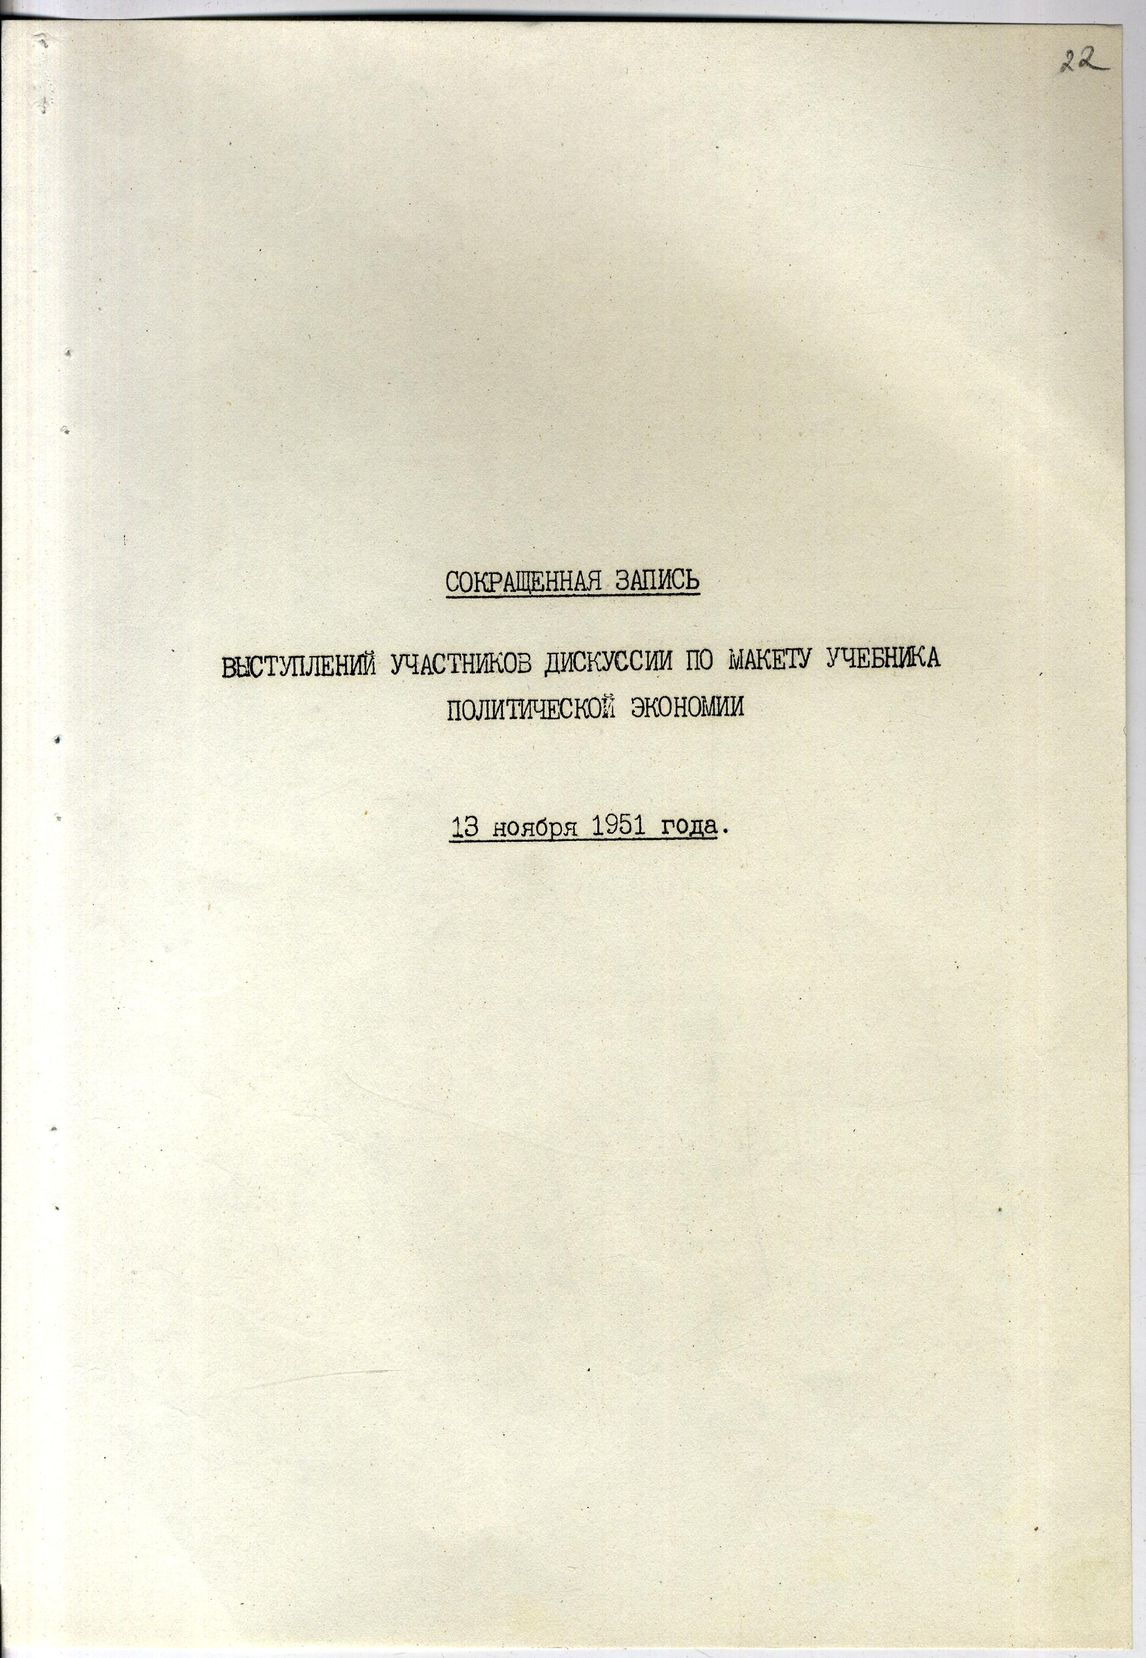 22
СОКРАЩЕННАЯ ЗАПИСЬ
ВЫСТУПЛЕНИЙ УЧАСТНИКОВ ДИСКУССИИ ПО МАКЕТУ УЧЕБНИКА
ПОЛИТИЧЕСКОЙ ЭКОНОМИИ
13 ноября 1951 года.